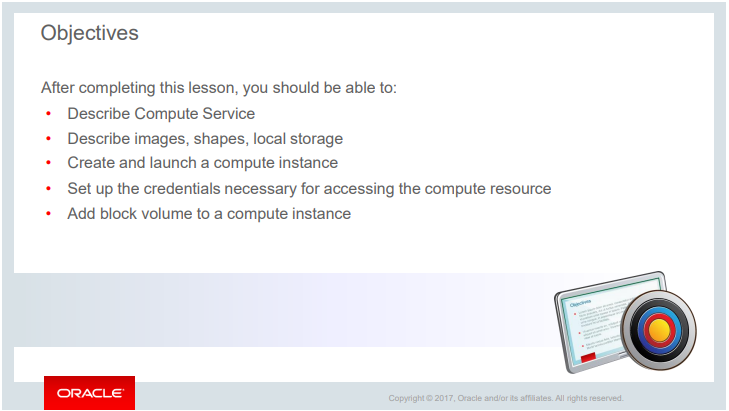 Objectives
After completing this lesson, you should be able to:
• Describe Compute Service
• Describe images, shapes, local storage
• Create and launch a compute instance
• Set up the credentials necessary for accessing the compute resource
• Add block volume to a compute instance
Objectives
ORACLE
Copyright © 2017, Oracle and/or its affiliates. All rights reserved.